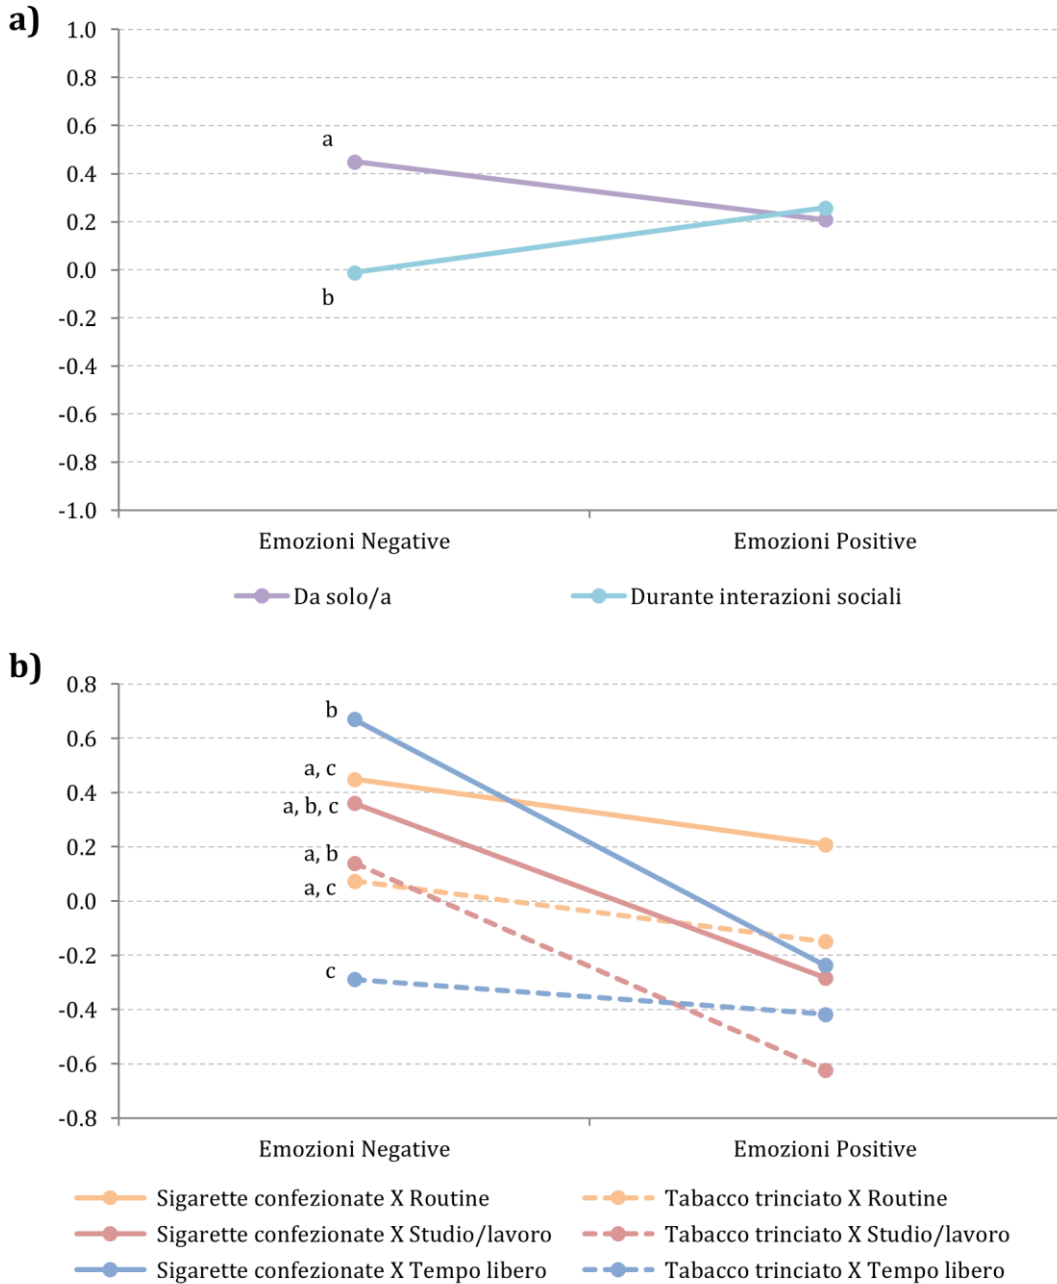 a)
1.0
0.8
0.6
a
0.4
0.2
0.0
b
-0.2
-0.4
-0.6
-0.8
-1.0
Emozioni Negative Emozioni Positive
Da solo/a Durante interazioni sociali
b)
0.8
b
0.6
a, c
0.4
a, b, c
0.2
a, b
a, c
0.0
-0.2
c
-0.4
-0.6
-0.8
Emozioni Negative Emozioni Positive
Sigarette confezionate X Routine Tabacco trinciato X Routine
Sigarette confezionate X Studio/lavoro Tabacco trinciato X Studio/lavoro
Sigarette confezionate X Tempo libero Tabacco trinciato X Tempo libero